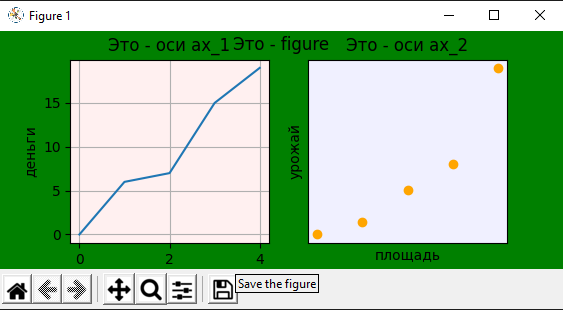 Figure 1
Это - оси ax_1 Это - figure Это - оси ax_2
деньги
15
10
5
0
0 2 4
урожай
площадь
Save the figure